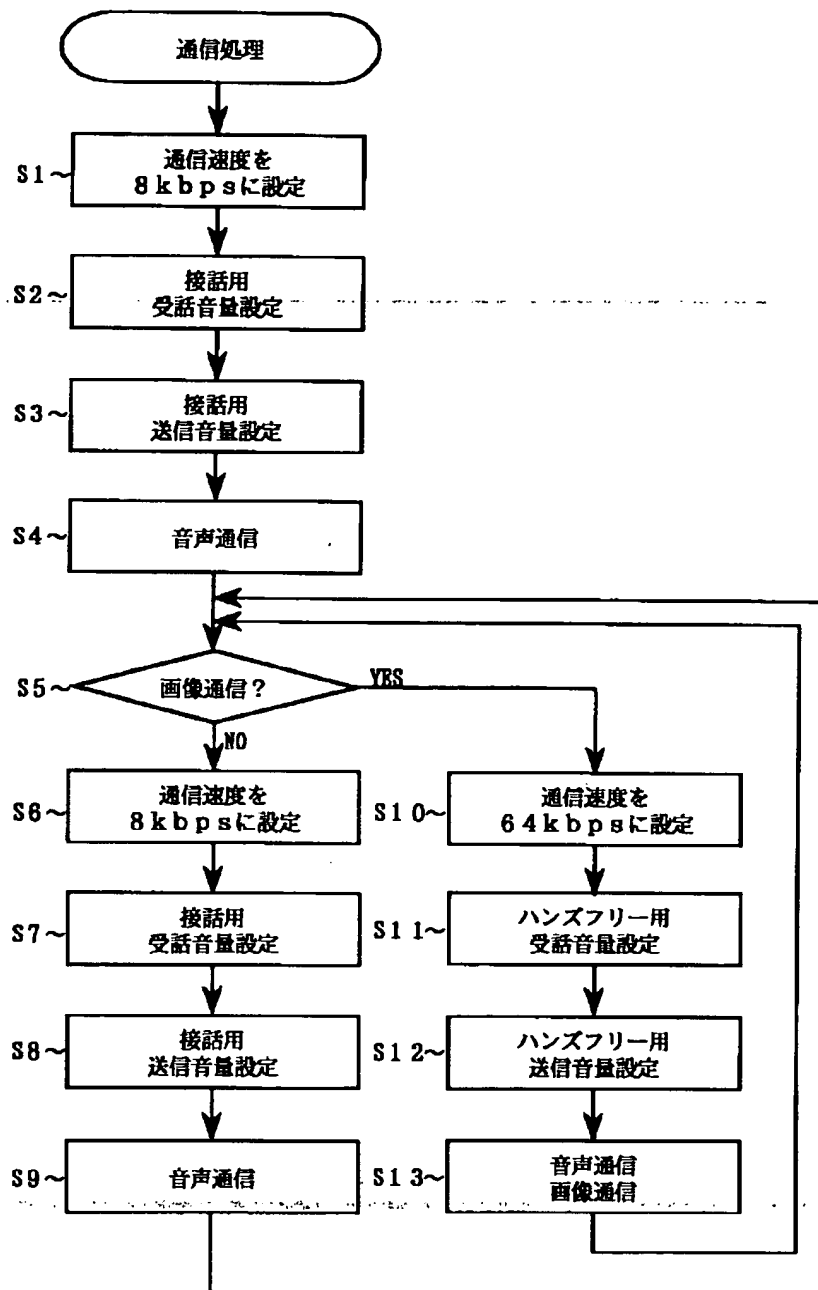 通信処理
S1~
通信速度を
8kbpsに設定
S2~
接話用
受話音量設定
S3~
接話用
送信音量設定
S4~
音声通信
S5~
画像通信?
YES
NO
S6~
通信速度を
8kbpsに設定
S7~
接話用
受話音量設定
S8~
接話用
送信音量設定
S9~
音声通信
S10~
通信速度を
64kbpsに設定
S11~
ハンズフリー用
受話音量設定
S12~
ハンズフリー用
送信音量設定
S13~
音声通信
画像通信